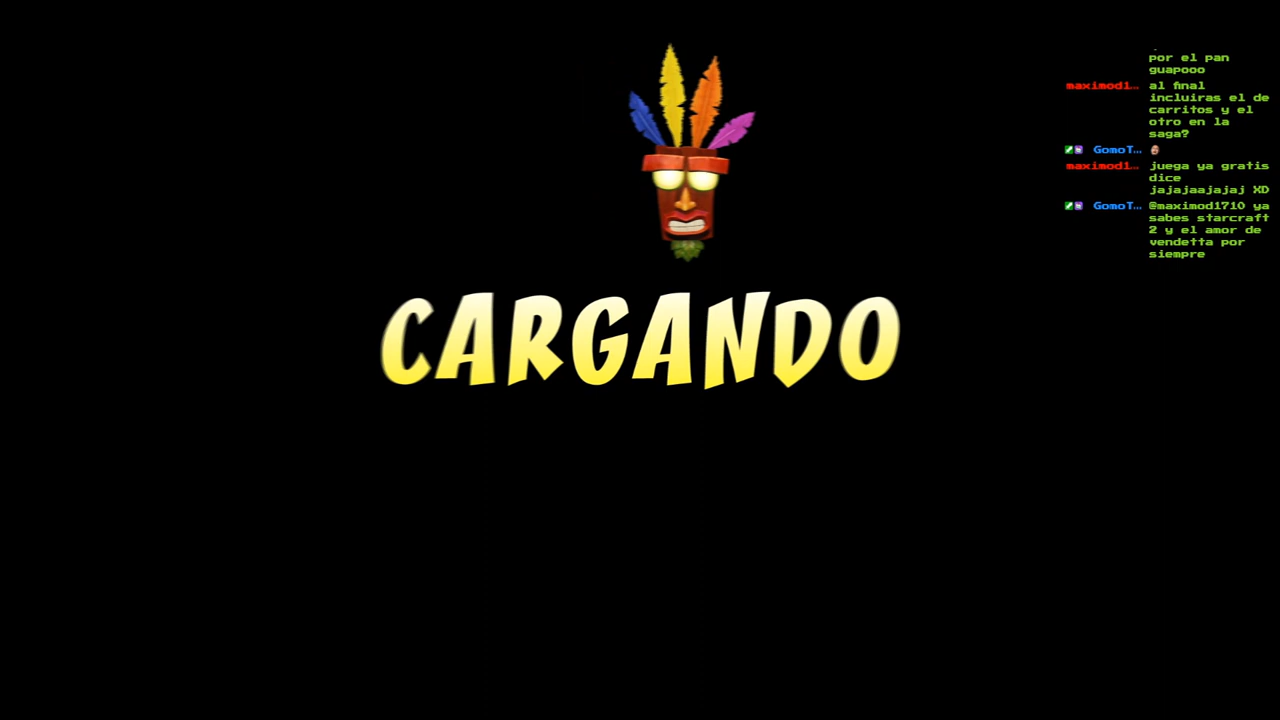 por el pan
guapooo
maximod1... al final
incluiras el de
carritos y el
otro en la
saga?
GomoT...
maximod1... juega ya gratis
dice
jajajaajajaj XD
GomoT... @maximod1710 ya
sabes starcraft
2 y el amor de
vendetta por
siempre
CARGANDO